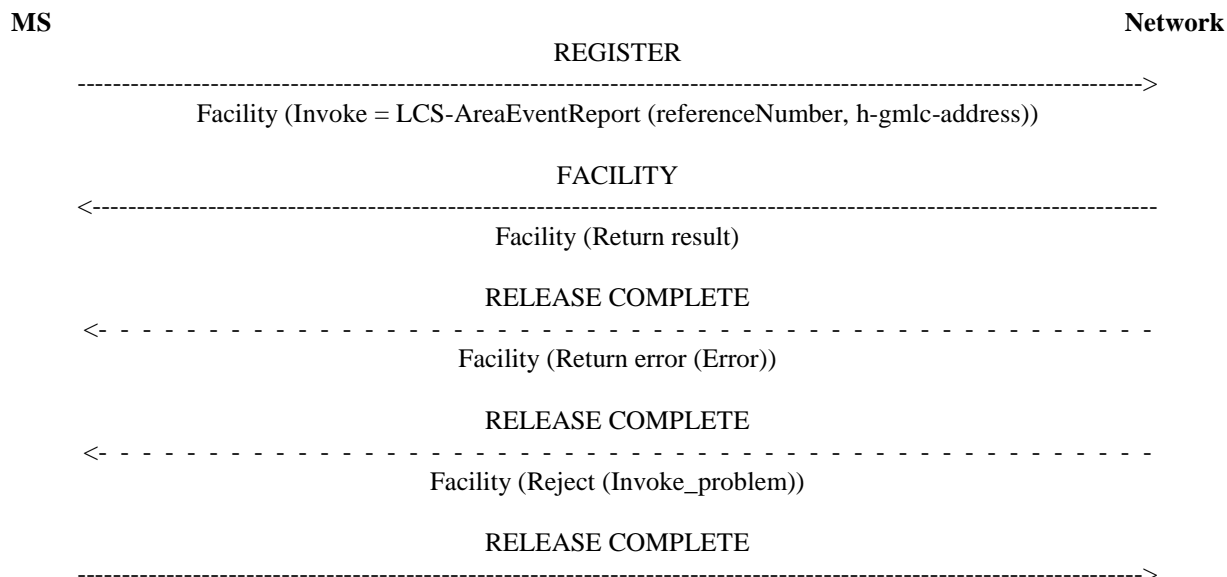 MS Network
REGISTER
Facility (Invoke = LCS-AreaEventReport (referenceNumber, h-gmlc-address))
FACILITY
Facility (Return result)
RELEASE COMPLETE
Facility (Return error (Error))
RELEASE COMPLETE
Facility (Reject (Invoke_problem))
RELEASE COMPLETE